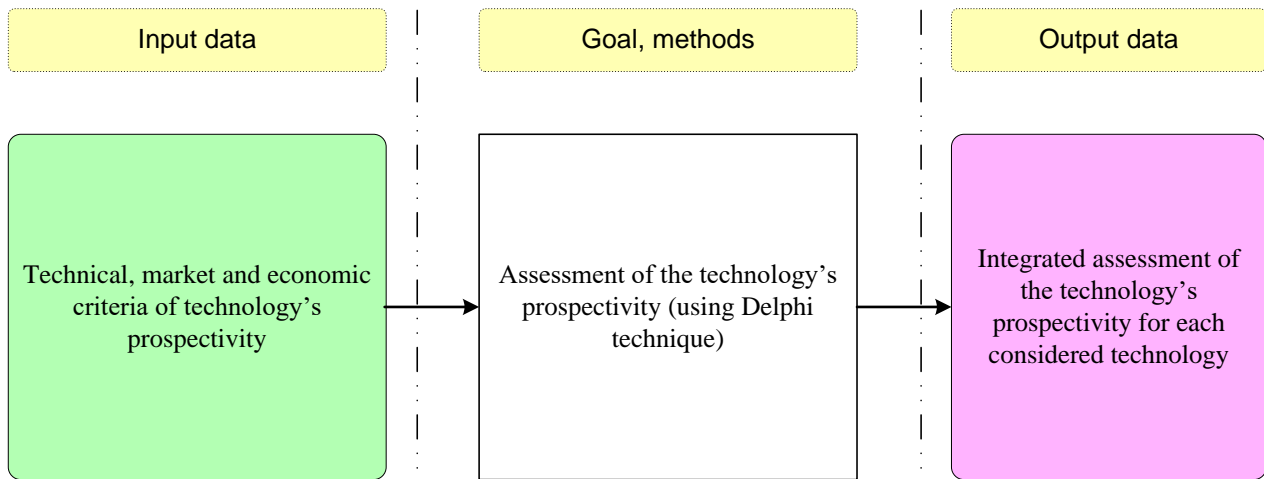 Input data
Goal, methods
Output data
Technical, market and economic
criteria of technology’s
prospectivity
Assessment of the technology’s
prospectivity (using Delphi
technique)
Integrated assessment of
the technology’s
prospectivity for each
considered technology